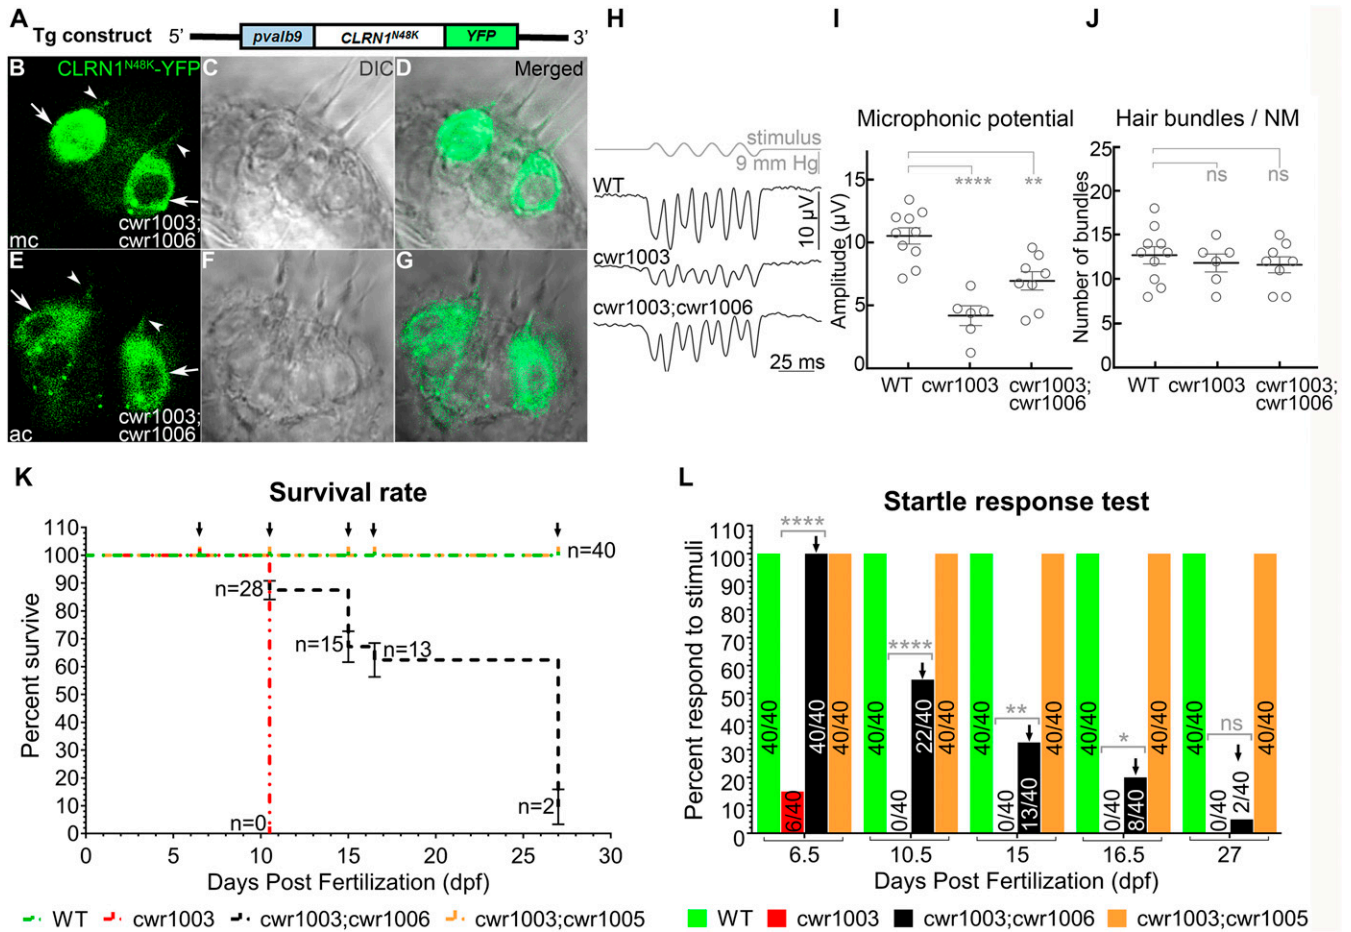 A
Tg construct 5’ pvalb9 CLRN1N48K YFP 3’
B CLRN1N48K-YFP
C DIC
D Merged
mc cwr1003;
cwr1006
E
F
G
ac cwr1003;
cwr1006
H
stimulus
9 mm Hg
WT
10 µV
cwr1003
cwr1003;cwr1006
25 ms
I
Microphonic potential
Amplitude (µV)
15
10
5
0
****
**
WT cwr1003 cwr1003;
cwr1006
J
Hair bundles / NM
Number of bundles
25
20
15
10
5
0
ns
ns
WT cwr1003 cwr1003;
cwr1006
K
Survival rate
Percent survive
110
100
90
80
70
60
50
40
30
20
10
0
n=40
n=28
n=15
n=13
n=2
n=0
0 5 10 15 20 25 30
Days Post Fertilization (dpf)
WT cwr1003 cwr1003;cwr1006 cwr1003;cwr1005
L
Startle response test
Percent respond to stimuli
110
100
90
80
70
60
50
40
30
20
10
0
****
****
**
*
ns
40/40 6/40 40/40 40/40
40/40 0/40 22/40 40/40
40/40 0/40 13/40 40/40
40/40 0/40 8/40 40/40
40/40 0/40 2/40 40/40
6.5 10.5 15 16.5 27
Days Post Fertilization (dpf)
WT cwr1003 cwr1003;cwr1006 cwr1003;cwr1005